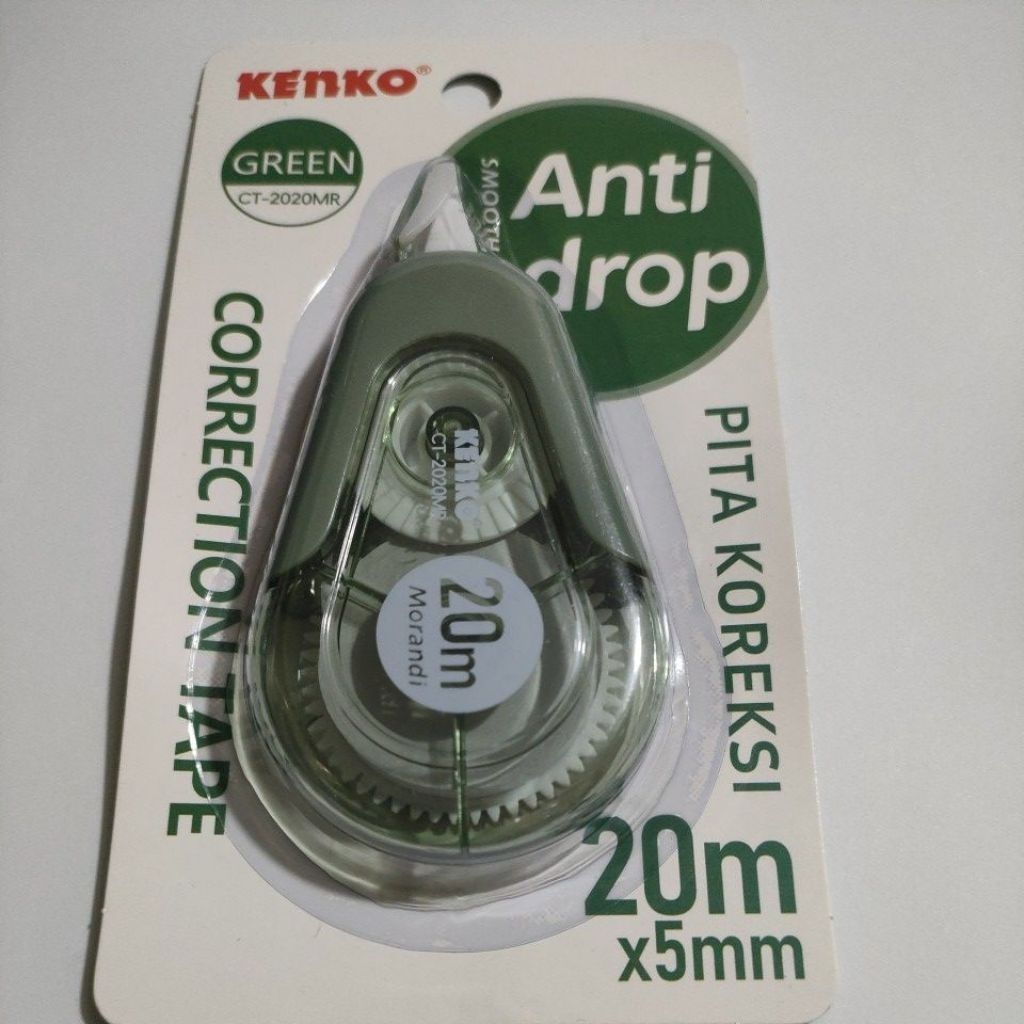 KENKO®
GREEN
CT-2020MR
SMOOTH
Anti
drop
CORRECTION TAPE
PITA KOREKSI
KENKO
CT-2020MR
20m
Morandi
20m
x5mm